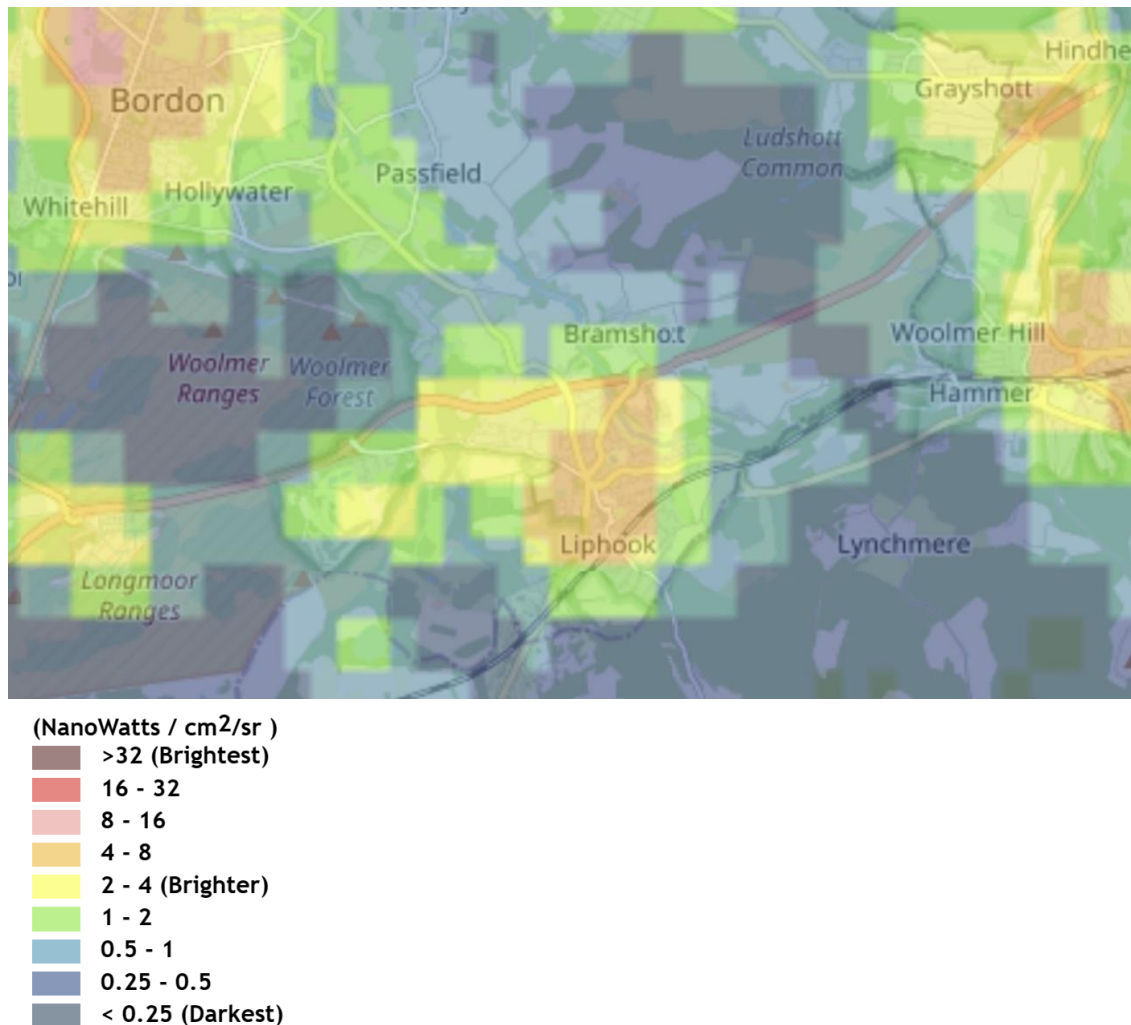 Hindhe
Grayshott
Bordon
Ludshott
Common
Passfield
Hollywater
Whitehill
Bramshott
Woolmer Hill
Woolmer
Ranges
Woolmer
Forest
Hammer
Liphook
Lynchmere
Longmoor
Ranges
(NanoWatts / cm2/sr )
>32 (Brightest)
16 - 32
8 - 16
4 - 8
2 - 4 (Brighter)
1 - 2
0.5 - 1
0.25 - 0.5
< 0.25 (Darkest)